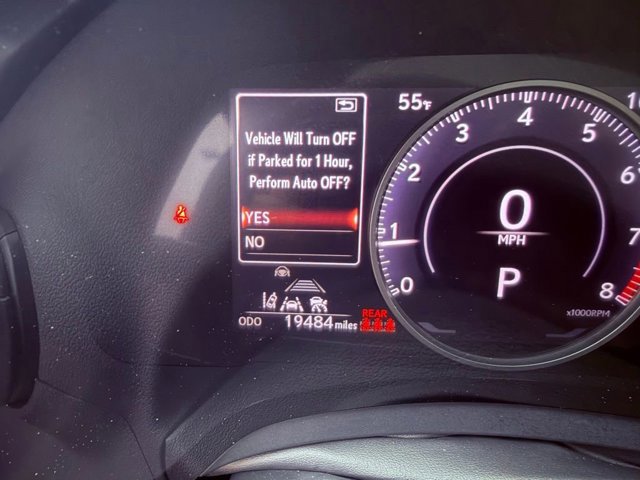 Vehicle Will Turn OFF
if Parked for 1 Hour,
Perform Auto OFF?
YES
NO
ODO 19484 miles
REAR
55°F
0
1
2
3
4
5
6
7
8
0
MPH
P
x1000RPM